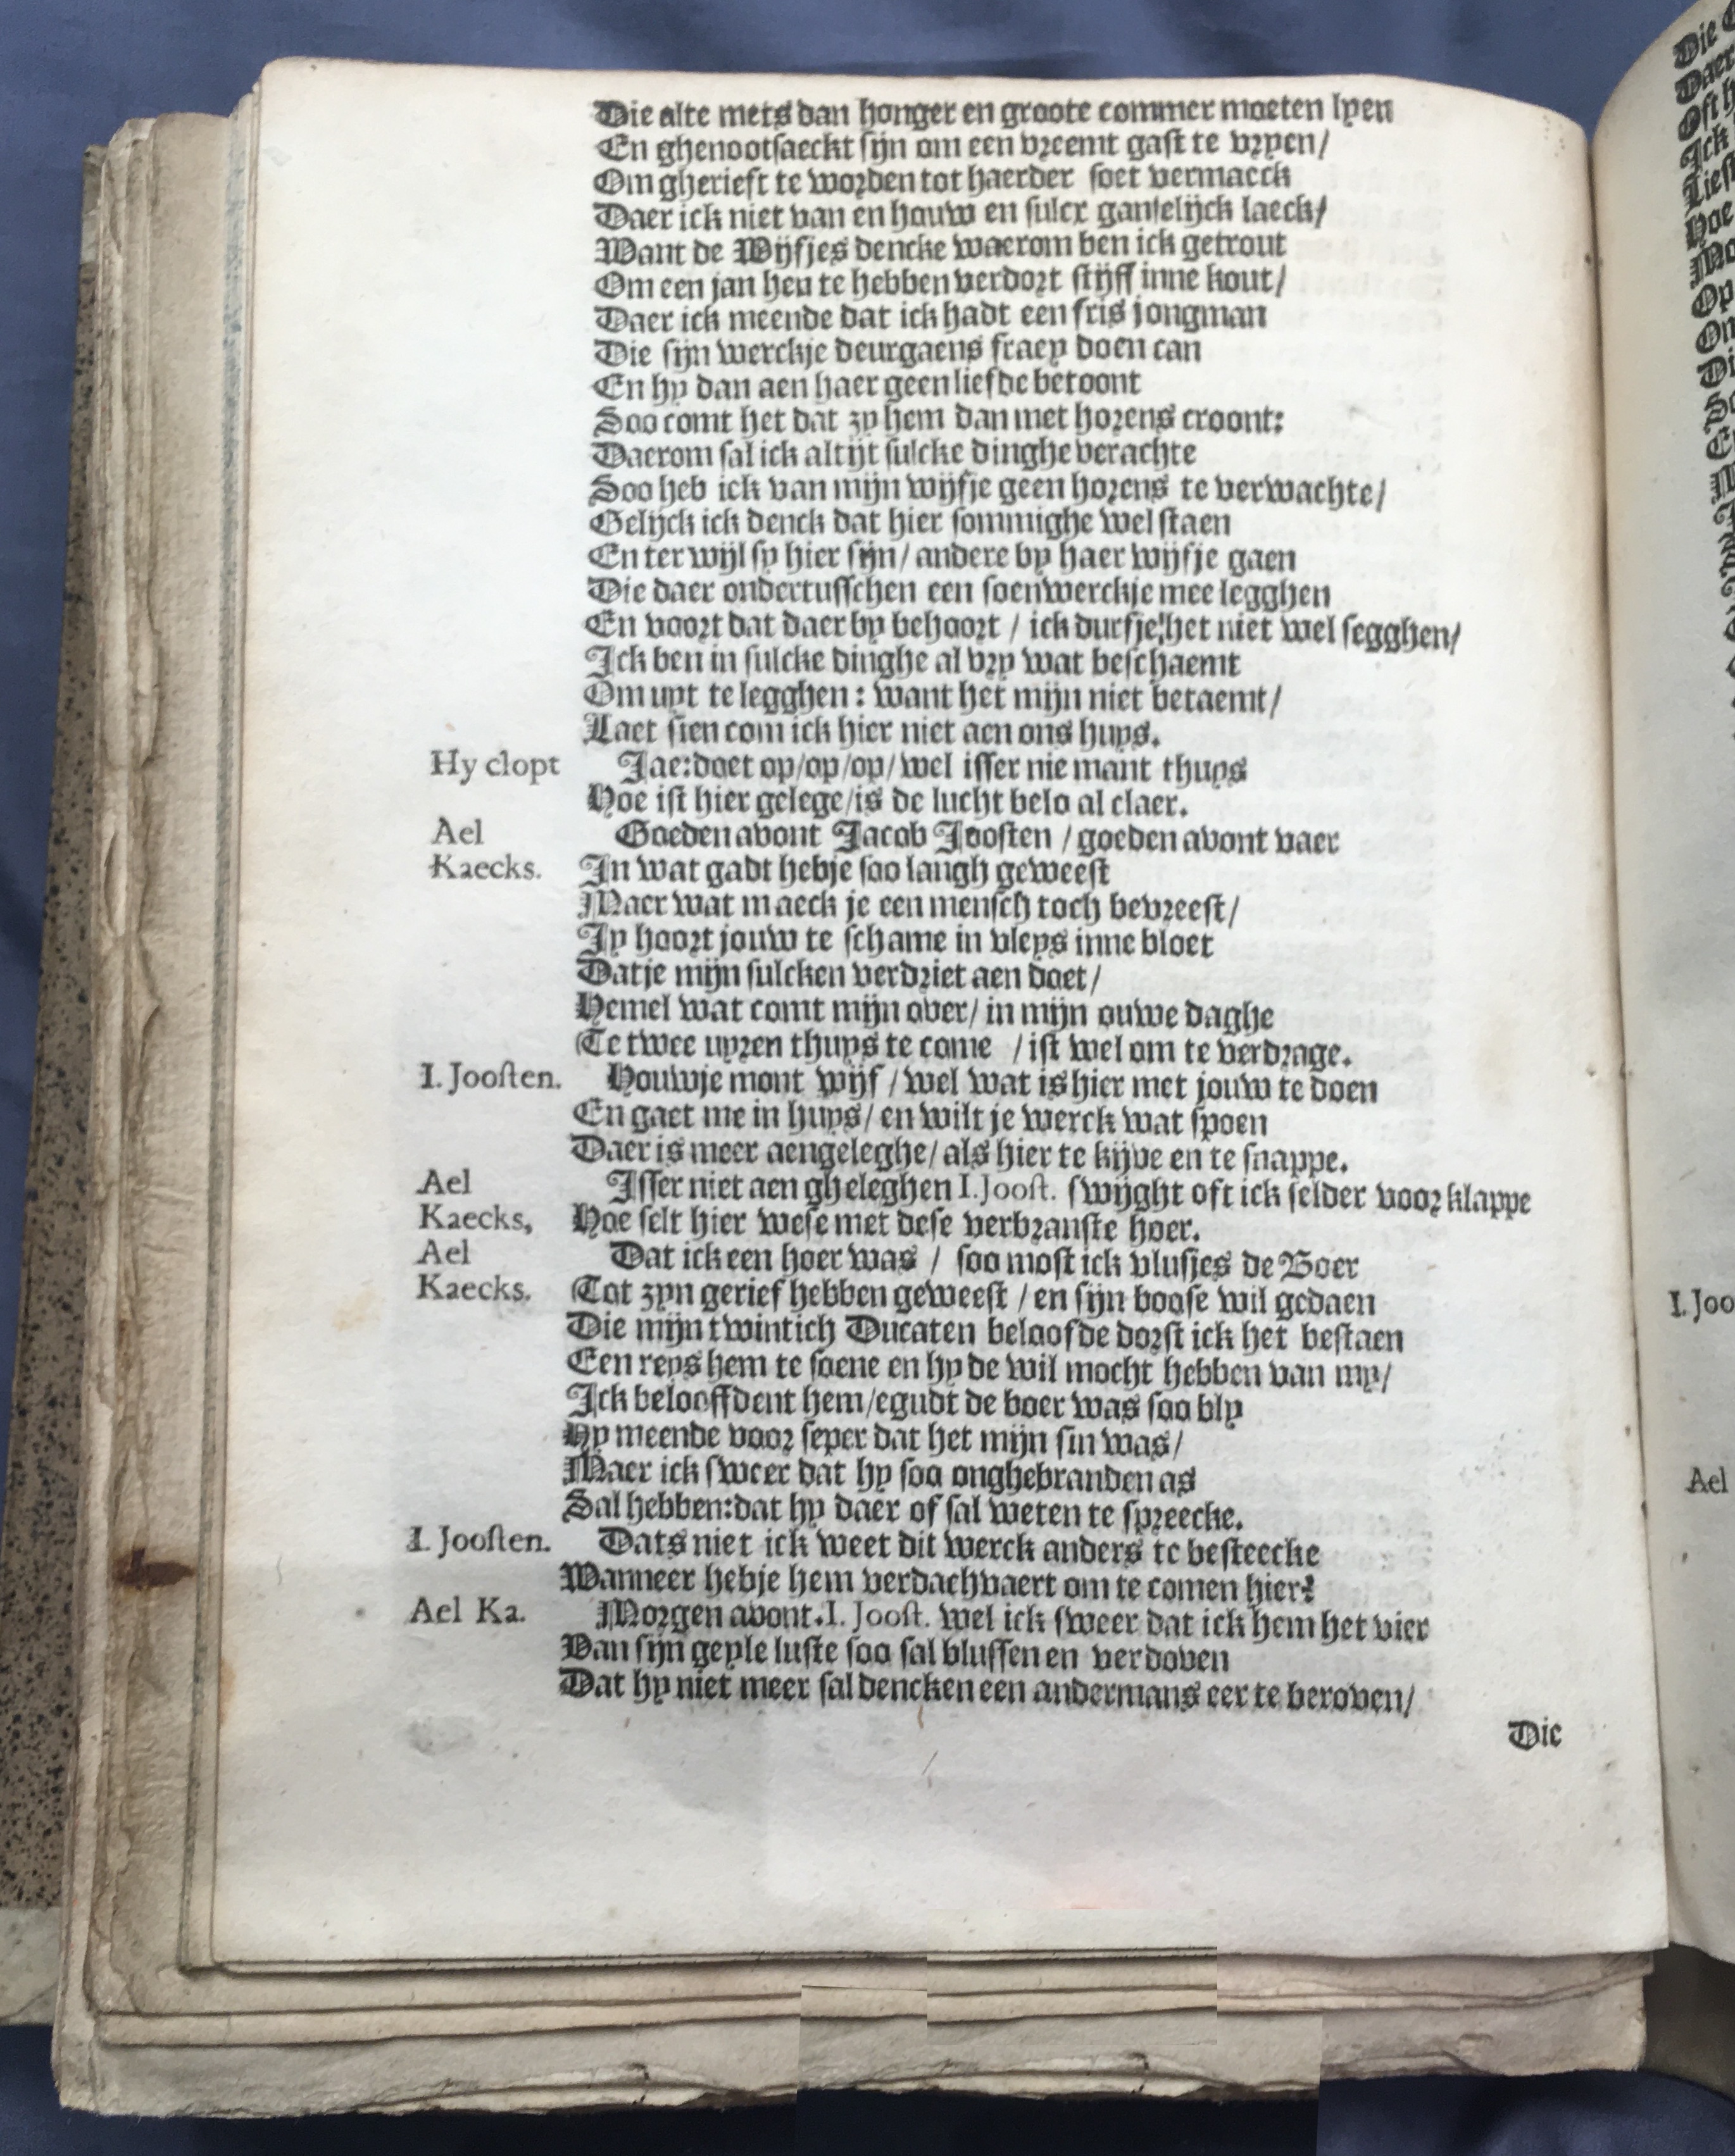 Die alte mets dan honger en groote commer moeten lyen
En ghenootsaeckt sijn om een vreemt gast te vryen/
Om gherieft te worden tot haerder soet vermaeck
Daer ick niet van en houw en sulcx ganselijck laeck/
Want de Wijfjes dencke waerom ben ick getrout
Om een jan hen te hebben verdort stijff inne kout/
Daer ick meende dat ick hadt een fris jongman
Die sijn werckje deurgaens fraey doen can
En hy dan aen haer geen liefde betoont
Soo comt het dat zy hem dan met horens croont:
Daerom sal ick altijt sulcke dinghe verachte
Soo heb ick van mijn wijfje geen horens te verwachte/
Gelijck ick denck dat hier sommighe wel staen
En ter wijl sy hier sijn/ andere by haer wijfje gaen
Die daer ondertusschen een soenwerckje mee legghen
En voort dat daer by behoort / ick durfje het niet wel segghen/
Ick ben in sulcke dinghe al vry wat beschaemt
Om uyt te legghen: want het mijn niet betaemt/
Laet sien com ick hier niet aen ons huys.
Hy clopt Jae: doet op/op/op/ wel isser nie mant thuys
Hoe ist hier gelege/is de lucht belo al claer.
Ael Goeden avont Jacob Joosten / goeden avont vaer
Kaecks. In wat gadt hebje soo langh geweest
Maer wat maeck je een mensch toch bevreest/
Jy hoort jouw te schame in vleys inne bloet
Datje mijn sulcken verdriet aen doet/
Hemel wat comt mijn over/ in mijn ouwe daghe
Te twee uyren thuys te come / ist wel om te verdrage.
I. Joosten. Houwje mont wijf / wel wat is hier met jouw te doen
En gaet me in huys/ en wilt je werck wat spoen
Daer is meer aengeleghe/ als hier te kijve en te snappe.
Ael Isser niet aen gheleghen I. Joost. swijght oft ick selder voor klappe
Kaecks, Hoe selt hier wese met dese verbranste hoer.
Ael Dat ick een hoer was / soo most ick vlusjes de Boer
Kaecks. Tot zyn gerief hebben geweest / en sijn boose wil gedaen
Die mijn twintich Ducaten beloofde dorst ick het bestaen
Een reys hem te soene en hy de wil mocht hebben van my/
Ick belooffdent hem/egudt de boer was soo bly
Hy meende voor seper dat het mijn sin was/
Maer ick sweer dat hy soo onghebranden as
Sal hebben: dat hy daer of sal weten te spreecke.
I. Joosten. Dats niet ick weet dit werck anders te besteecke
Wanneer hebje hem verdachvaert om te comen hier?
Ael Ka. Morgen avont. I. Joost. wel ick sweer dat ick hem het vier
Van sijn geyle luste soo sal blussen en verdoven
Dat hy niet meer sal dencken een andermans eer te beroven/
Die